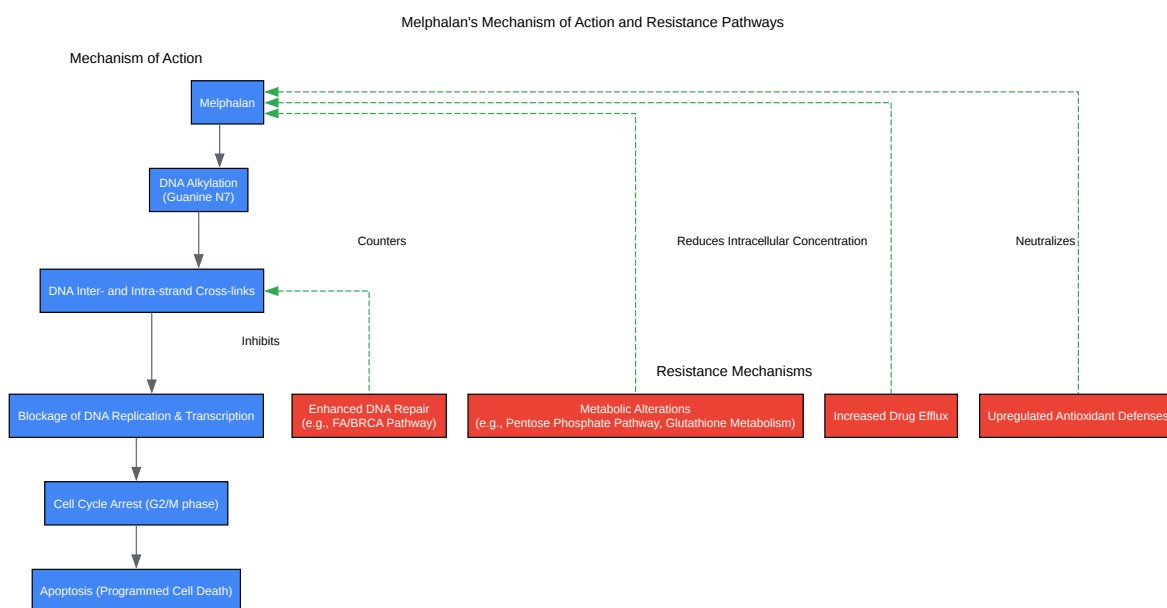 Melphalan's Mechanism of Action and Resistance Pathways
Mechanism of Action
Melphalan
DNA Alkylation
(Guanine N7)
Counters
Reduces Intracellular Concentration
Neutralizes
DNA Inter- and Intra-strand Cross-links
Inhibits
Resistance Mechanisms
Blockage of DNA Replication & Transcription
Enhanced DNA Repair
(e.g., FA/BRCA Pathway)
Metabolic Alterations
(e.g., Pentose Phosphate Pathway, Glutathione Metabolism)
Increased Drug Efflux
Upregulated Antioxidant Defenses
Cell Cycle Arrest (G2/M phase)
Apoptosis (Programmed Cell Death)